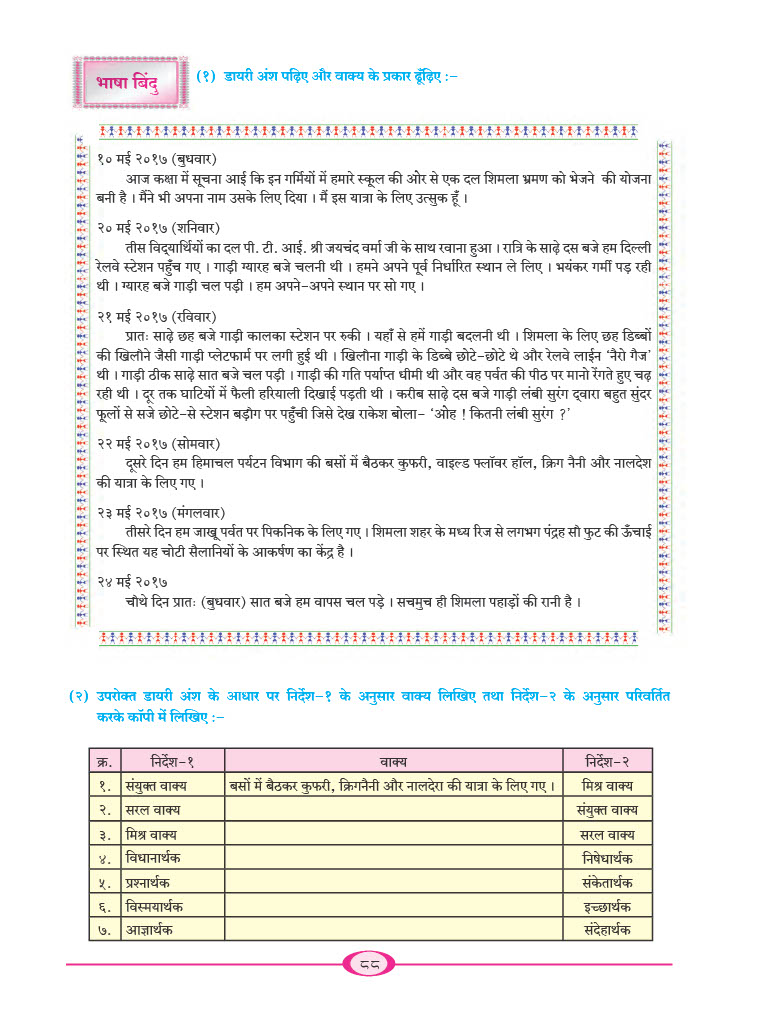 भाषा बिंदु
(१) डायरी अंश पढ़िए और वाक्य के प्रकार ढूँढ़िए :–
१० मई २०१७ (बुधवार)
आज कक्षा में सूचना आई कि इन गर्मियों में हमारे स्कूल की ओर से एक दल शिमला भ्रमण को भेजने की योजना
बनी है । मैंने भी अपना नाम उसके लिए दिया । मैं इस यात्रा के लिए उत्सुक हूँ ।
२० मई २०१७ (शनिवार)
तीस विद्‌यार्थियों का दल पी. टी. आई. श्री जयचंद वर्मा जी के साथ रवाना हुआ । रात्रि के साढ़े दस बजे हम दिल्ली
रेलवे स्टेशन पहुँच गए । गाड़ी ग्यारह बजे चलनी थी । हमने अपने पूर्व निर्धारित स्थान ले लिए । भयंकर गर्मी पड़ रही
थी । ग्यारह बजे गाड़ी चल पड़ी । हम अपने-अपने स्थान पर सो गए ।
२१ मई २०१७ (रविवार)
प्रातः साढ़े छह बजे गाड़ी कालका स्टेशन पर रुकी । यहाँ से हमें गाड़ी बदलनी थी । शिमला के लिए छह डिब्बों
की खिलौने जैसी गाड़ी प्लेटफार्म पर लगी हुई थी । खिलौना गाड़ी के डिब्बे छोटे-छोटे थे और रेलवे लाईन ‘नैरो गैज’
थी । गाड़ी ठीक साढ़े सात बजे चल पड़ी । गाड़ी की गति पर्याप्त धीमी थी और वह पर्वत की पीठ पर मानो रेंगते हुए चढ़
रही थी । दूर तक घाटियों में फैली हरियाली दिखाई पड़ती थी । करीब साढ़े दस बजे गाड़ी लंबी सुरंग द्‌वारा बहुत सुंदर
फूलों से सजे छोटे-से स्टेशन बड़ौग पर पहुँची जिसे देख राकेश बोला- ‘ओह ! कितनी लंबी सुरंग ?’
२२ मई २०१७ (सोमवार)
दूसरे दिन हम हिमाचल पर्यटन विभाग की बसों में बैठकर कुफरी, वाइल्ड फ्लॉवर हॉल, क्रिग नैनी और नालदेश
की यात्रा के लिए गए ।
२३ मई २०१७ (मंगलवार)
तीसरे दिन हम जाखू पर्वत पर पिकनिक के लिए गए । शिमला शहर के मध्य रिज से लगभग पंद्रह सौ फुट की ऊँचाई
पर स्थित यह चोटी सैलानियों के आकर्षण का केंद्र है ।
२४ मई २०१७
चौथे दिन प्रातः (बुधवार) सात बजे हम वापस चल पड़े । सचमुच ही शिमला पहाड़ों की रानी है ।
(२) उपरोक्त डायरी अंश के आधार पर निर्देश-१ के अनुसार वाक्य लिखिए तथा निर्देश-२ के अनुसार परिवर्तित
करके कॉपी में लिखिए :–
क्र. निर्देश-१ वाक्य निर्देश-२
१. संयुक्त वाक्य बसों में बैठकर कुफरी, क्रिगनैनी और नालदेरा की यात्रा के लिए गए । मिश्र वाक्य
२. सरल वाक्य संयुक्त वाक्य
३. मिश्र वाक्य सरल वाक्य
४. विधानार्थक निषेधार्थक
५. प्रश्नार्थक संकेतार्थक
६. विस्मयार्थक इच्छार्थक
७. आज्ञार्थक संदेहार्थक
८८